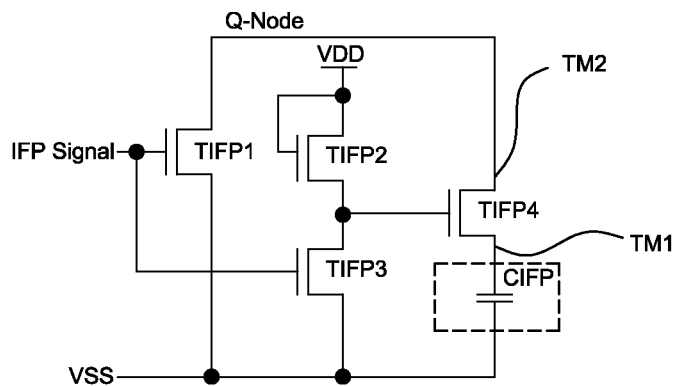 Q-Node
VDD
TM2
IFP Signal
TIFP1
TIFP2
TIFP4
TM1
TIFP3
CIFP
VSS